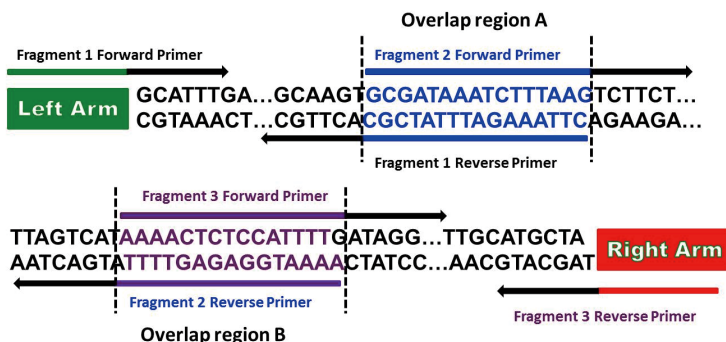 Overlap region A
Fragment 1 Forward Primer
Fragment 2 Forward Primer
Left Arm
GCATTTGA...GCAAGTGCGATAAATCTTTAAGTCTTCT...
CGTAAACT...CGTTCACGCTATTTAGAAATTCAGAAGA...
Fragment 1 Reverse Primer
Fragment 3 Forward Primer
TTAGTCATAAAACTCTCCATTTTGATAGG...TTGCATGCTA
AATCAGTATTTTGAGAGGTAAAACTATCC...AACGTACGAT
Right Arm
Fragment 2 Reverse Primer
Fragment 3 Reverse Primer
Overlap region B